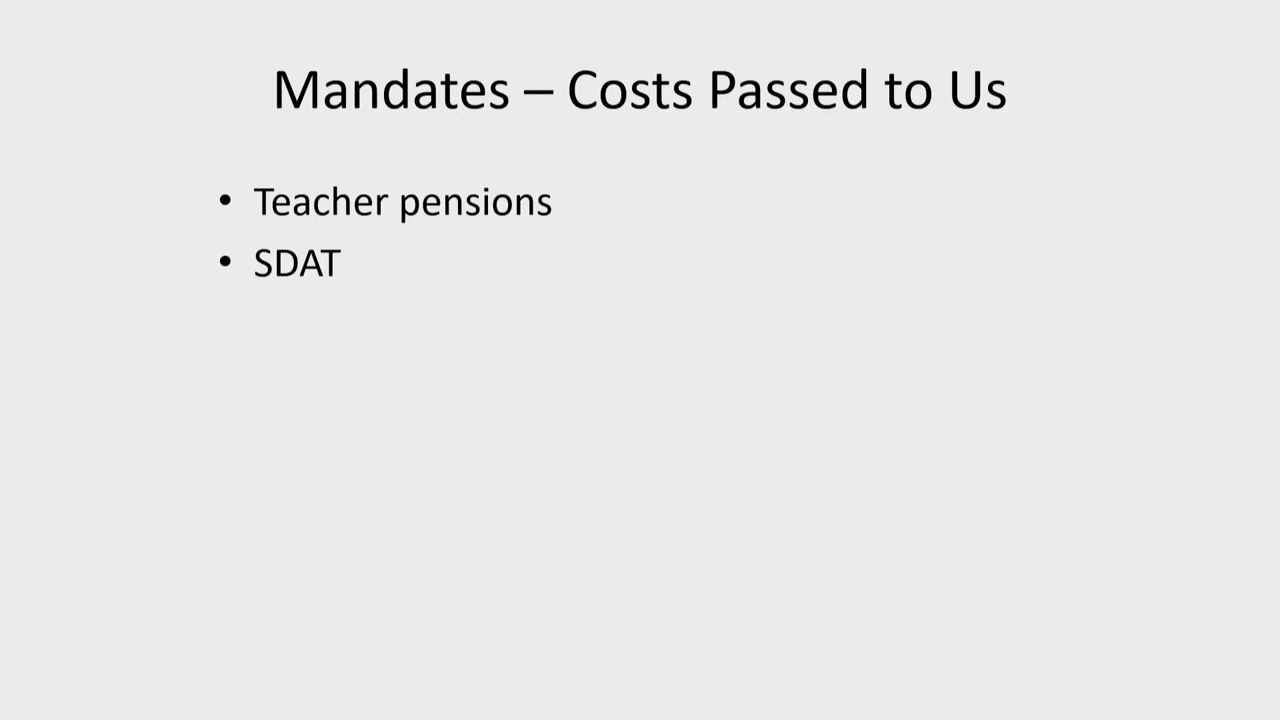 Mandates – Costs Passed to Us
• Teacher pensions
• SDAT